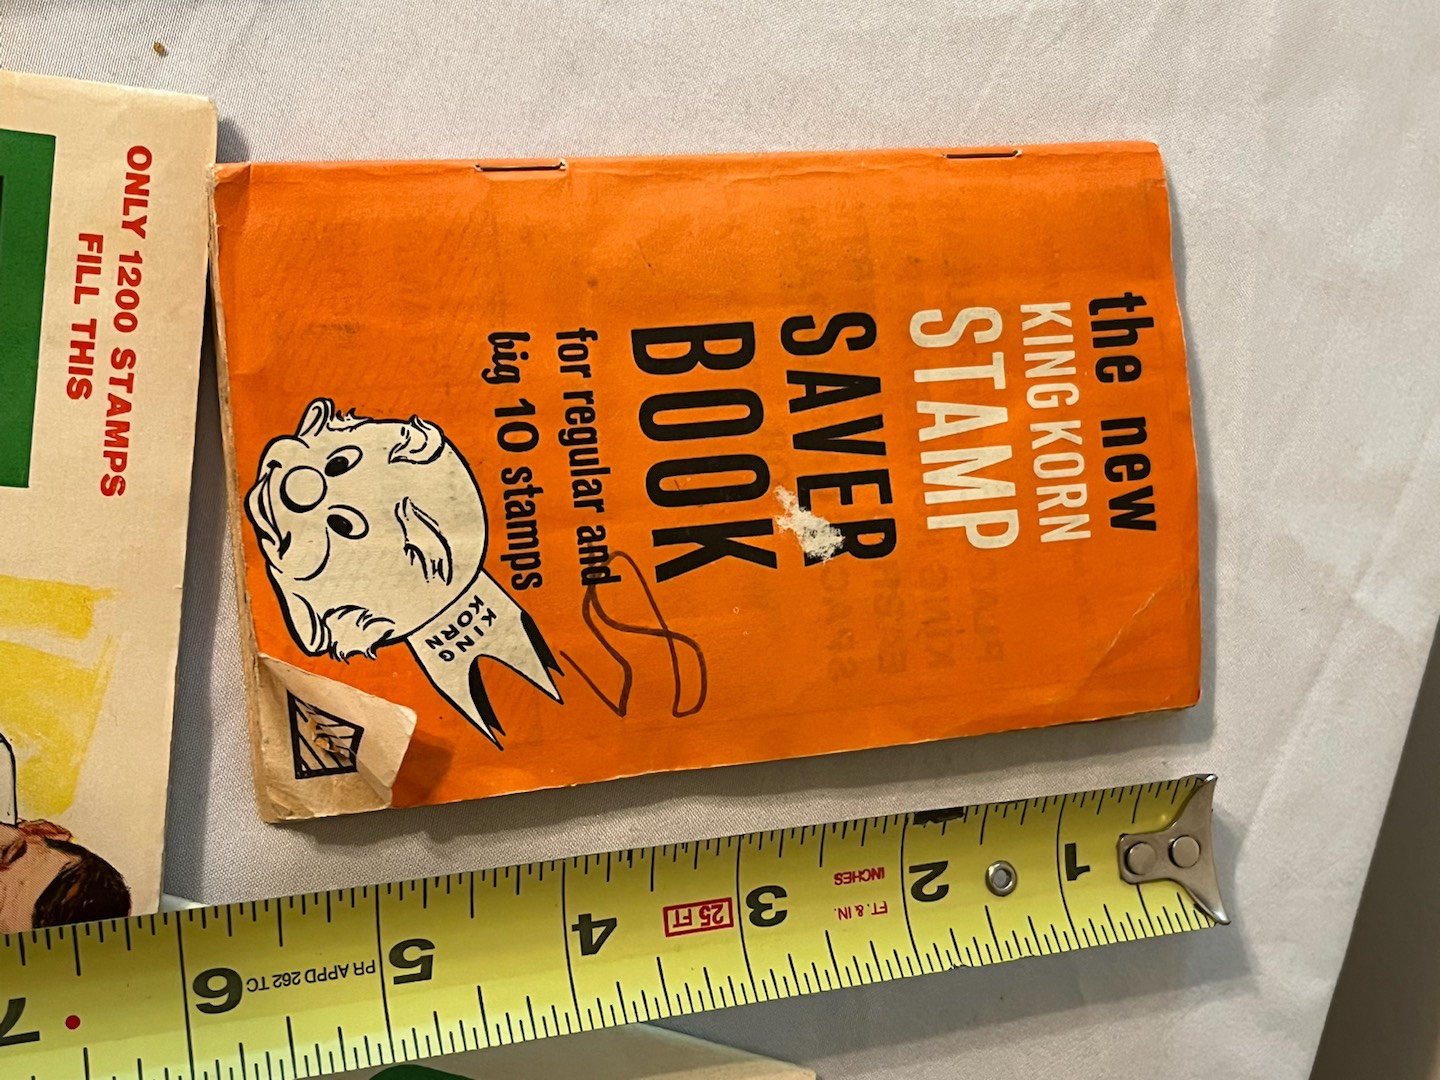 the new
KING KORN
STAMP
SAVER
BOOK
for regular and
big 10 stamps
KING
KORN
ONLY 1200 STAMPS
FILL THIS
1
2
INCHES
FT. & IN.
3
25 FT
4
5
PR APPD 262 TC
6
7